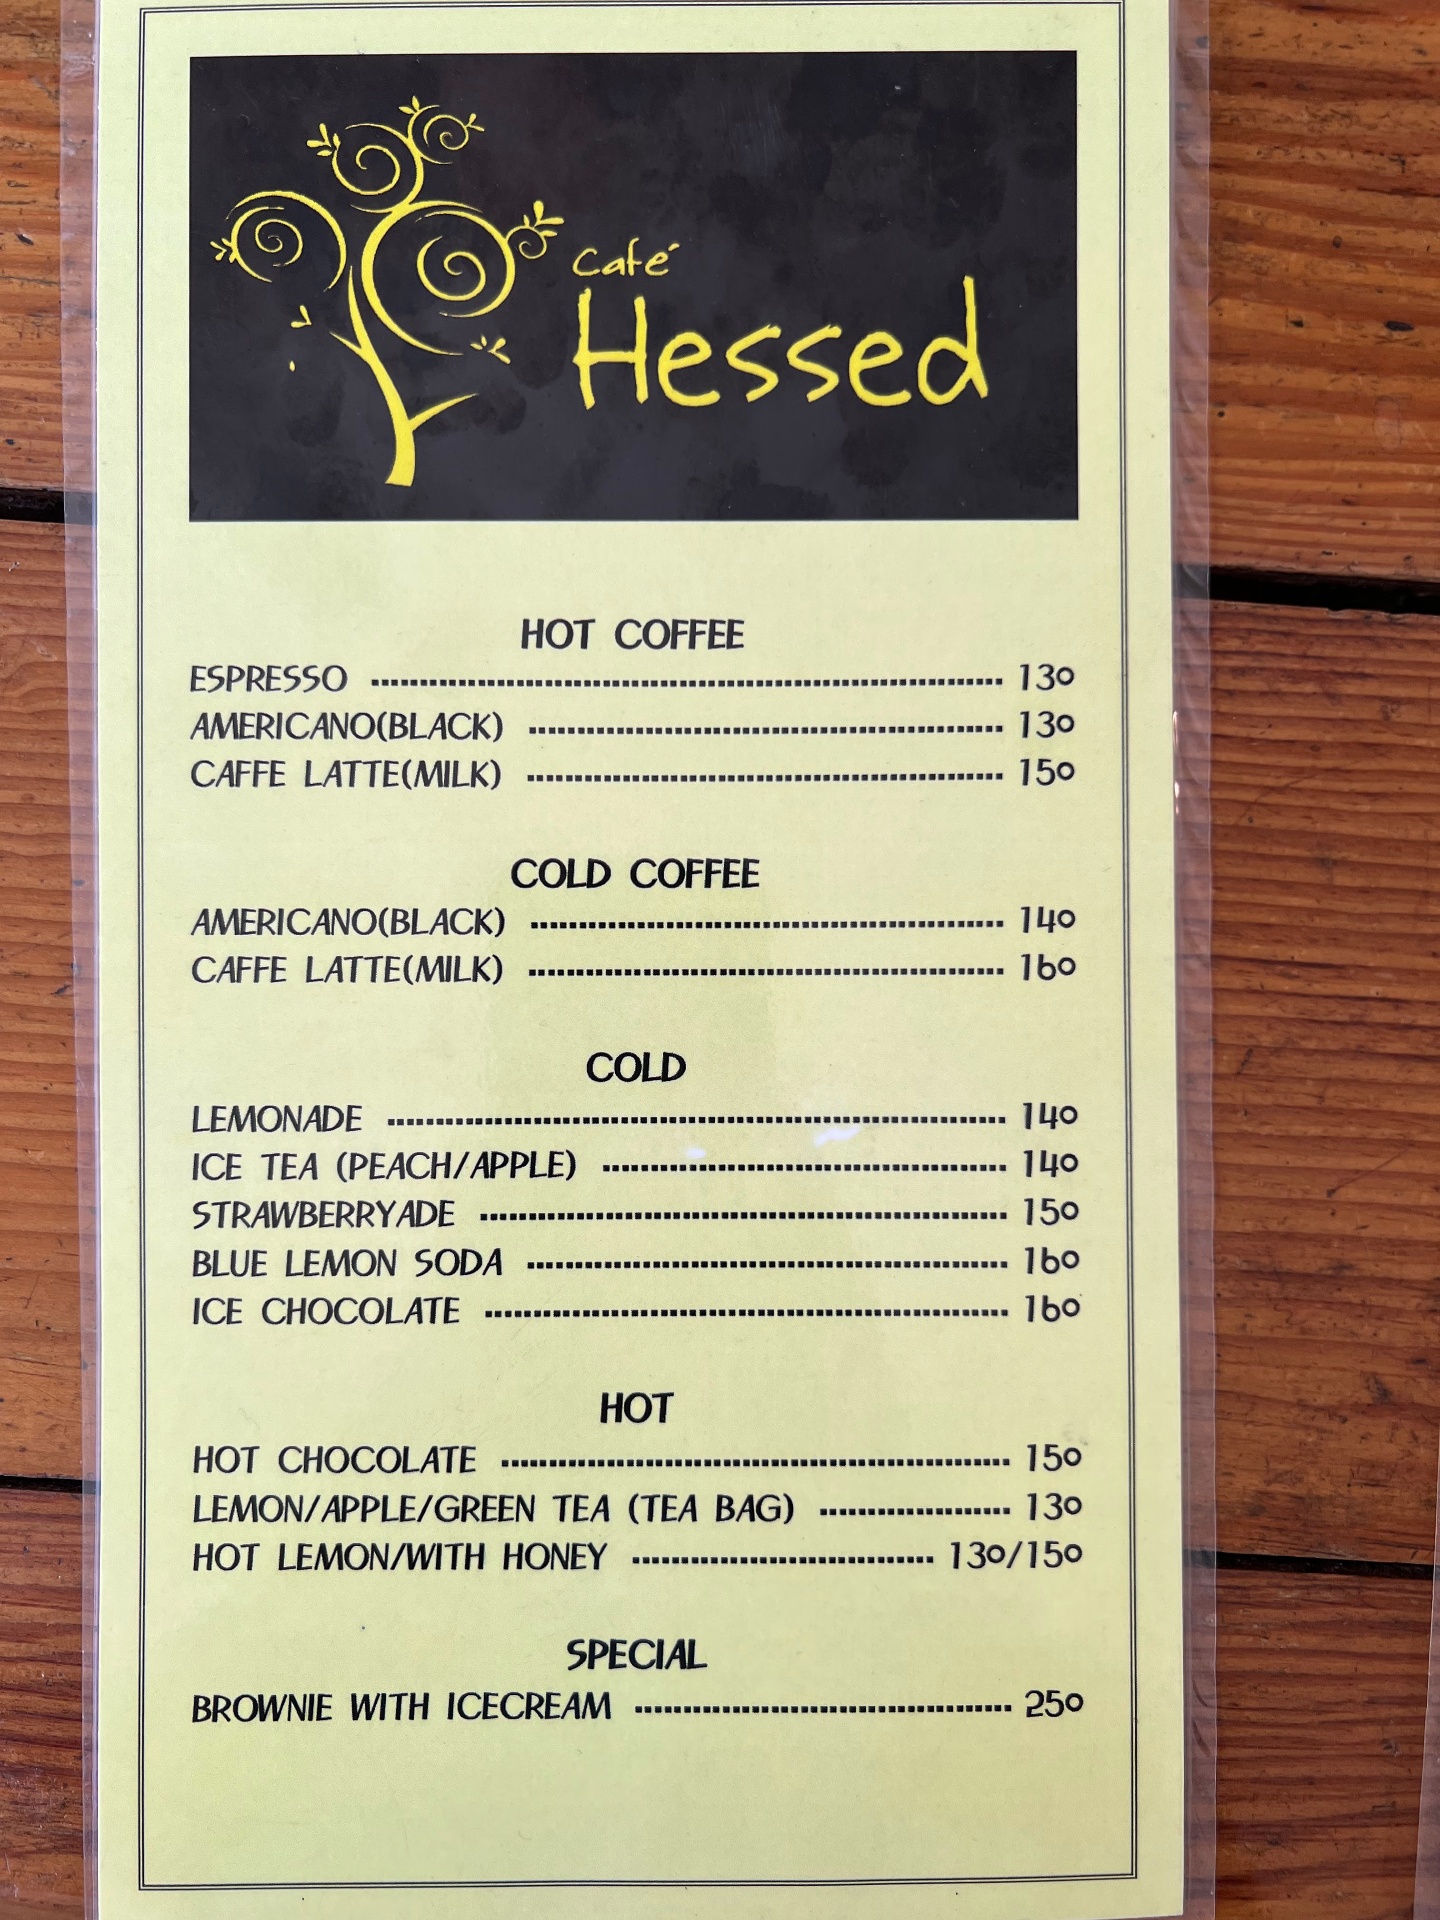 Café
Hessed
HOT COFFEE
ESPRESSO 130
AMERICANO(BLACK) 130
CAFFE LATTE(MILK) 150
COLD COFFEE
AMERICANO(BLACK) 140
CAFFE LATTE(MILK) 160
COLD
LEMONADE 140
ICE TEA (PEACH/APPLE) 140
STRAWBERRYADE 150
BLUE LEMON SODA 160
ICE CHOCOLATE 160
HOT
HOT CHOCOLATE 150
LEMON/APPLE/GREEN TEA (TEA BAG) 130
HOT LEMON/WITH HONEY 130/150
SPECIAL
BROWNIE WITH ICECREAM 250